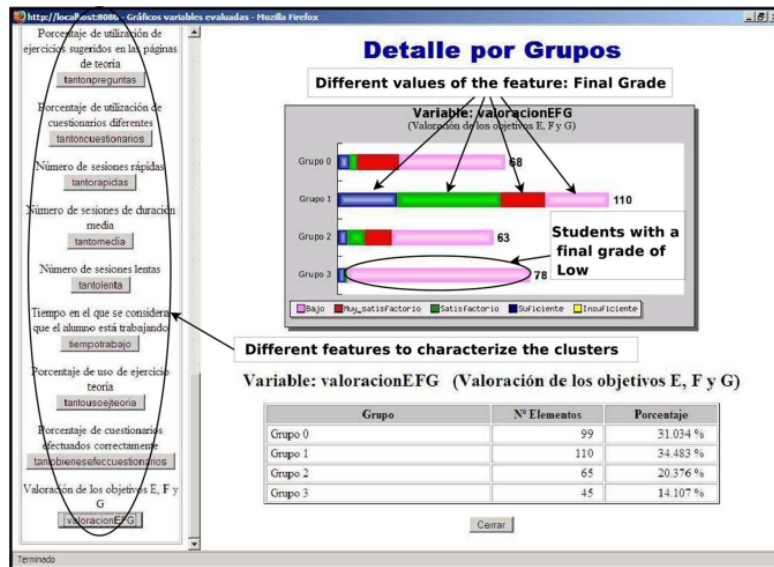 http://localhost:8080 - Gráficos variables evaluadas - Mozilla Firefox
Porcentaje de utilización de
ejercicios sugeridos en las páginas
de teoria
tantonpreguntas
Porcentaje de utilización de
cuestionarios diferentes
tantoncuestionarios
Número de sesiones rápidas
tantorapidas
Número de sesiones de duración
media
tantomedia
Número de sesiones lentas
tantolenta
Tiempo en el que se considera
que el alumno está trabajando
tiempotrabajo
Porcentaje de uso de ejercicio
teoria
tantousoejteoria
Porcentaje de cuestionarios
efectuados correctamente
tantobienesefeccuestionarios
Valoración de los objetivos E, F y
G
valoracionEFG
Detalle por Grupos
Different values of the feature: Final Grade
Variable: valoracionEFG
(Valoración de los objetivos E, F y G)
Grupo 0
68
Grupo 1
110
Grupo 2
63
Grupo 3
78
Students with a
final grade of
Low
Bajo Muy_satisfactorio Satisfactorio Suficiente Insuficiente
Different features to characterize the clusters
Variable: valoracionEFG (Valoración de los objetivos E, F y G)
Grupo Nº Elementos Porcentaje
Grupo 0 99 31.034 %
Grupo 1 110 34.483 %
Grupo 2 65 20.376 %
Grupo 3 45 14.107 %
Cerrar
Terminado